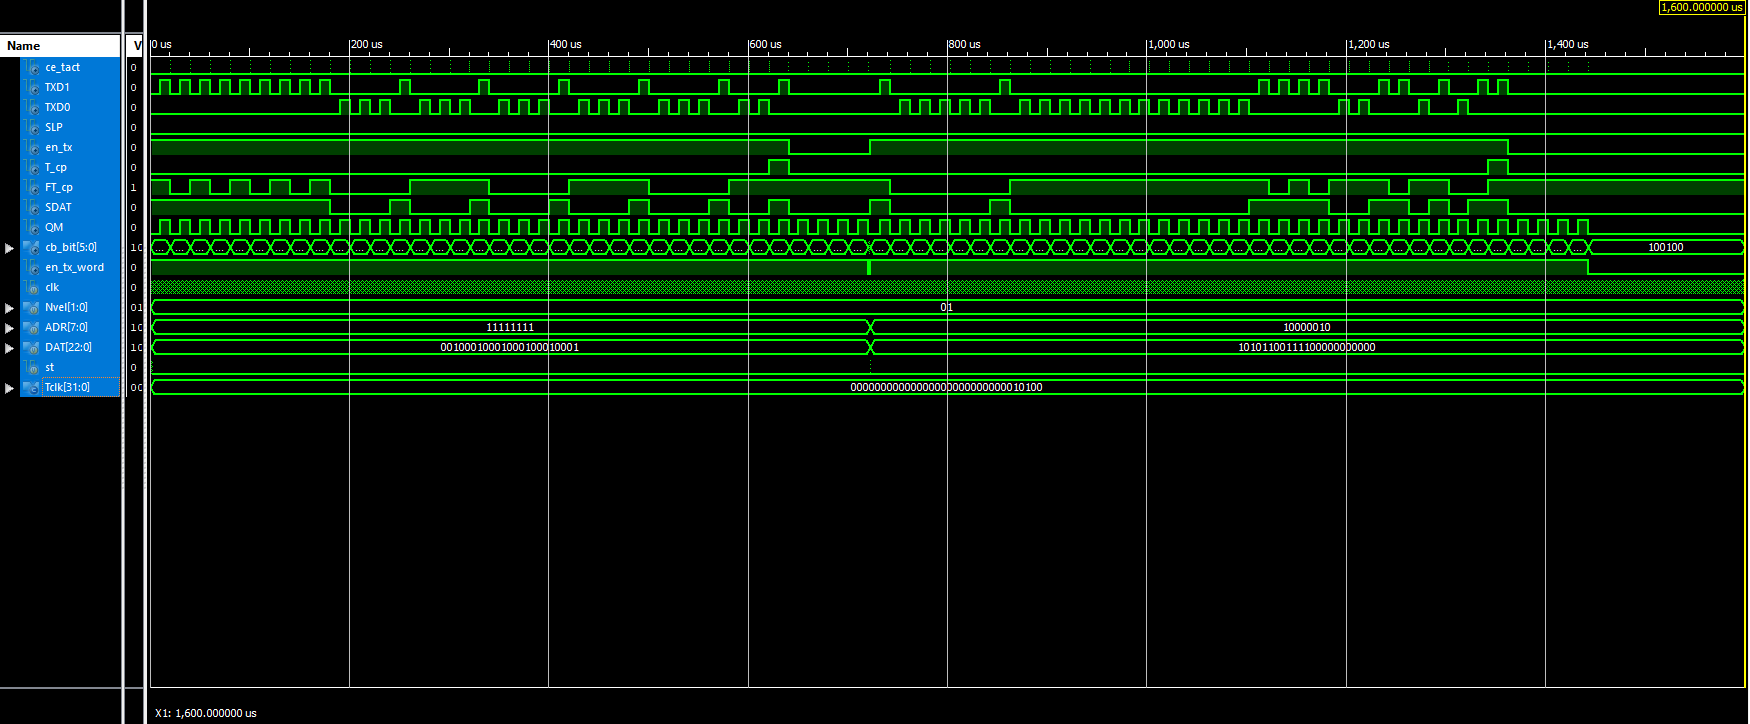 1,600.000000 us
Name V 0 us 200 us 400 us 600 us 800 us 1,000 us 1,200 us 1,400 us
ce_tact 0
TXD1 0
TXD0 0
SLP 0
en_tx 0
T_cp 0
FT_cp 1
SDAT 0
QM 0
cb_bit[5:0] 10 100100
en_tx_word 0
clk 0
Nvel[1:0] 01 01
ADR[7:0] 10 11111111 10000010
DAT[22:0] 10 00100010001000100010001 10101100111100000000000
st 0
Tclk[31:0] 00 00000000000000000000000000010100
X1: 1,600.000000 us